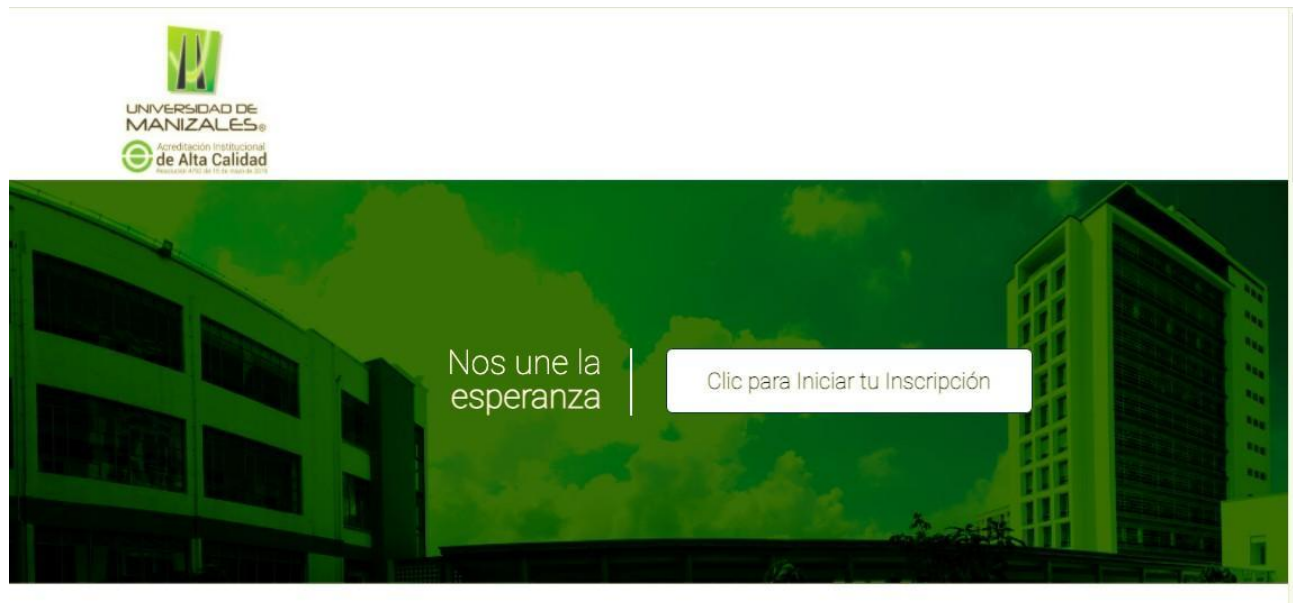 UNIVERSIDAD DE
MANIZALES®
Acreditación Institucional
de Alta Calidad
Nos une la
esperanza
Clic para Iniciar tu Inscripción